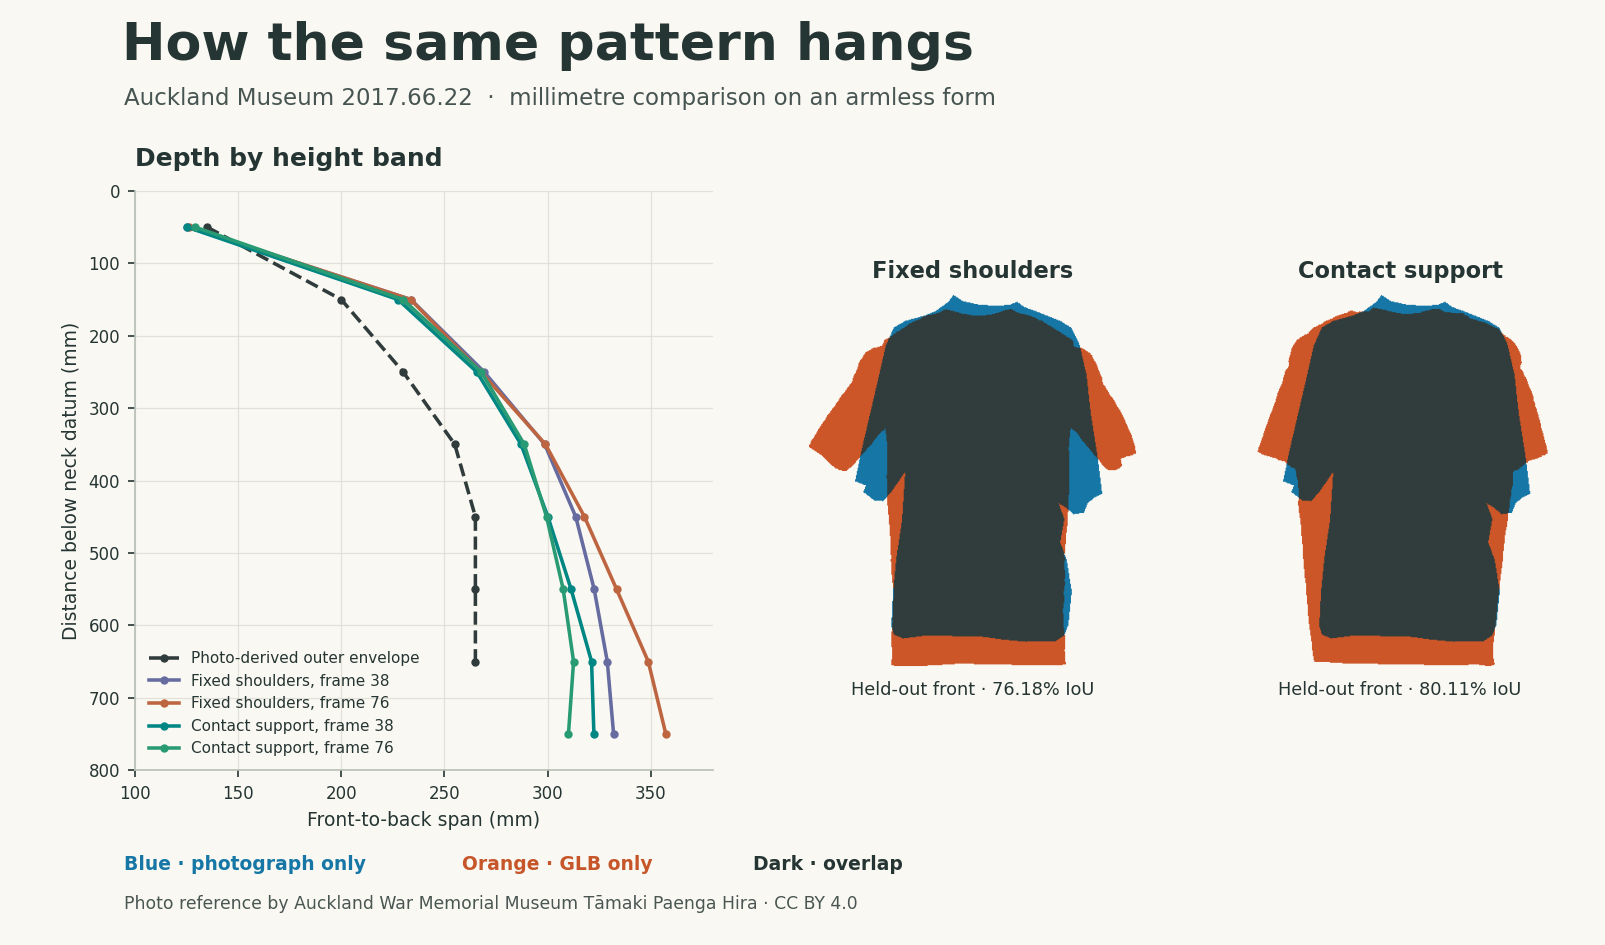 How the same pattern hangs
Auckland Museum 2017.66.22 · millimetre comparison on an armless form
Depth by height band
0
100
200
300
400
500
600
700
800
Distance below neck datum (mm)
Photo-derived outer envelope
Fixed shoulders, frame 38
Fixed shoulders, frame 76
Contact support, frame 38
Contact support, frame 76
100 150 200 250 300 350
Front-to-back span (mm)
Fixed shoulders
Held-out front · 76.18% IoU
Contact support
Held-out front · 80.11% IoU
Blue · photograph only Orange · GLB only Dark · overlap
Photo reference by Auckland War Memorial Museum Tāmaki Paenga Hira · CC BY 4.0